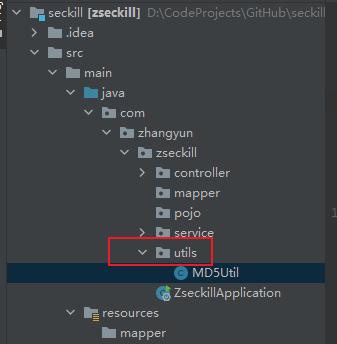 seckill [zseckill] D:\CodeProjects\GitHub\seckill
.idea
src
main
java
com
zhangyun
zseckill
controller
mapper
pojo
service
utils
MD5Util
ZseckillApplication
resources
mapper